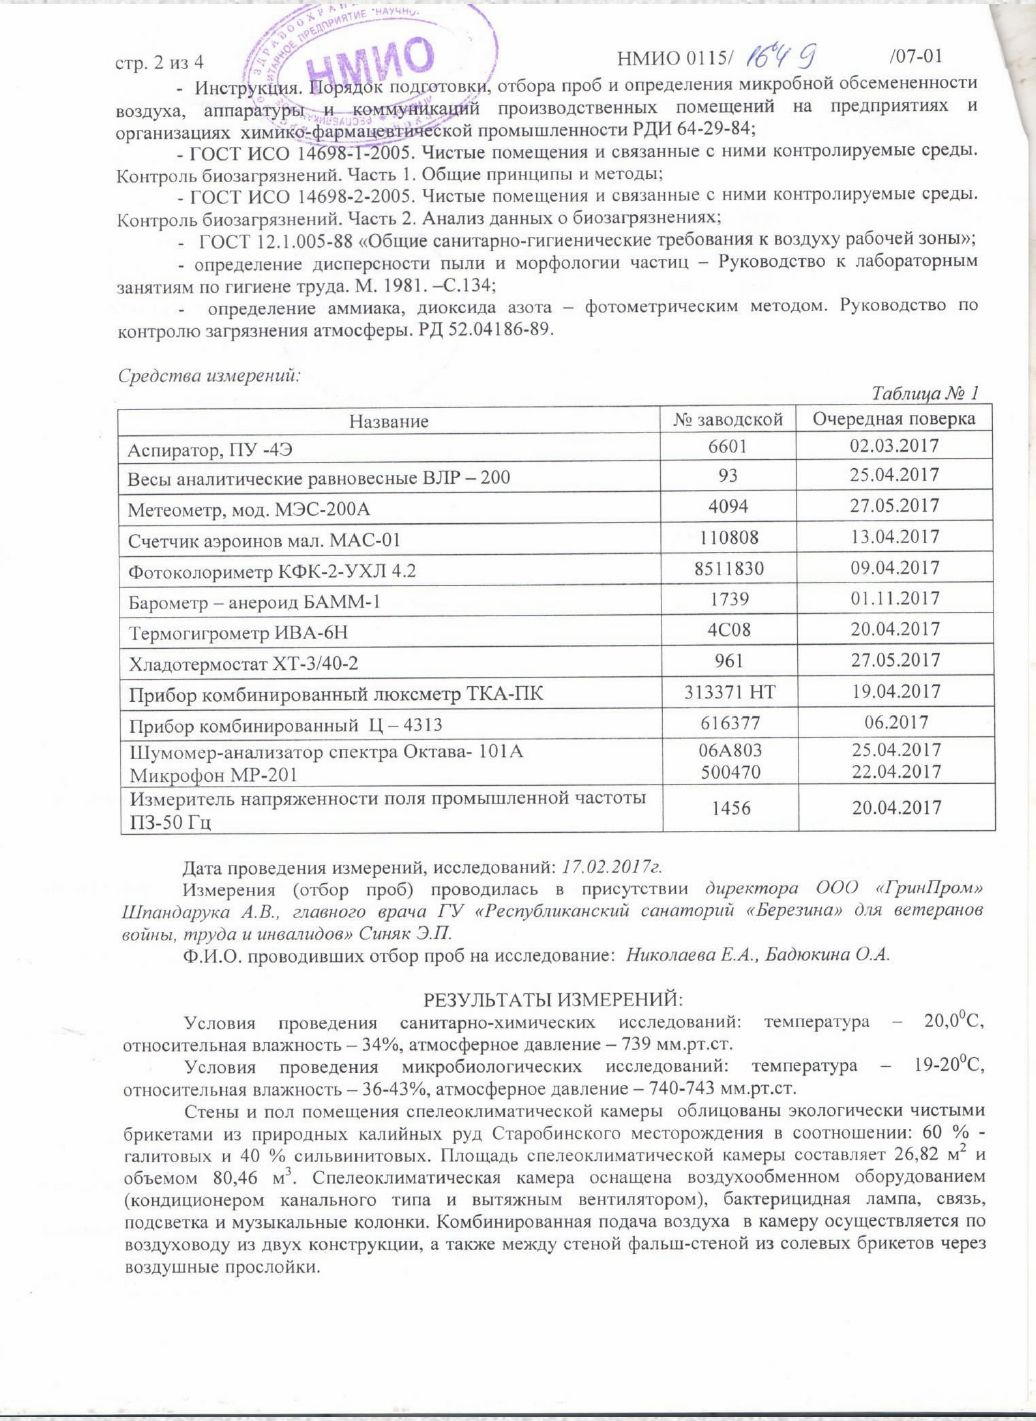 стр. 2 из 4
НМИО
НМИО 0115/ 1649 /07-01
- Инструкция. Порядок подготовки, отбора проб и определения микробной обсемененности
воздуха, аппаратуры и коммуникаций производственных помещений на предприятиях и
организациях химико-фармацевтической промышленности РДИ 64-29-84;
- ГОСТ ИСО 14698-1-2005. Чистые помещения и связанные с ними контролируемые среды.
Контроль биозагрязнений. Часть 1. Общие принципы и методы;
- ГОСТ ИСО 14698-2-2005. Чистые помещения и связанные с ними контролируемые среды.
Контроль биозагрязнений. Часть 2. Анализ данных о биозагрязнениях;
- ГОСТ 12.1.005-88 «Общие санитарно-гигиенические требования к воздуху рабочей зоны»;
- определение дисперсности пыли и морфологии частиц – Руководство к лабораторным
занятиям по гигиене труда. М. 1981. –С.134;
- определение аммиака, диоксида азота – фотометрическим методом. Руководство по
контролю загрязнения атмосферы. РД 52.04186-89.
Средства измерений:
Таблица № 1
Название № заводской Очередная поверка
Аспиратор, ПУ -4Э 6601 02.03.2017
Весы аналитические равновесные ВЛР – 200 93 25.04.2017
Метеометр, мод. МЭС-200А 4094 27.05.2017
Счетчик аэроинов мал. МАС-01 110808 13.04.2017
Фотоколориметр КФК-2-УХЛ 4.2 8511830 09.04.2017
Барометр – анероид БАММ-1 1739 01.11.2017
Термогигрометр ИВА-6Н 4С08 20.04.2017
Хладотермостат ХТ-3/40-2 961 27.05.2017
Прибор комбинированный люксметр ТКА-ПК 313371 НТ 19.04.2017
Прибор комбинированный Ц – 4313 616377 06.2017
Шумомер-анализатор спектра Октава- 101А 06А803 25.04.2017
Микрофон МР-201 500470 22.04.2017
Измеритель напряженности поля промышленной частоты
ПЗ-50 Гц 1456 20.04.2017
Дата проведения измерений, исследований: 17.02.2017г.
Измерения (отбор проб) проводилась в присутствии директора ООО «ГринПром»
Шпандарука А.В., главного врача ГУ «Республиканский санаторий «Березина» для ветеранов
войны, труда и инвалидов» Синяк Э.П.
Ф.И.О. проводивших отбор проб на исследование: Николаева Е.А., Бадюкина О.А.
РЕЗУЛЬТАТЫ ИЗМЕРЕНИЙ:
Условия проведения санитарно-химических исследований: температура – 20,0⁰С,
относительная влажность – 34%, атмосферное давление – 739 мм.рт.ст.
Условия проведения микробиологических исследований: температура – 19-20⁰С,
относительная влажность – 36-43%, атмосферное давление – 740-743 мм.рт.ст.
Стены и пол помещения спелеоклиматической камеры облицованы экологически чистыми
брикетами из природных калийных руд Старобинского месторождения в соотношении: 60 % -
галитовых и 40 % сильвинитовых. Площадь спелеоклиматической камеры составляет 26,82 м² и
объемом 80,46 м³. Спелеоклиматическая камера оснащена воздухообменном оборудованием
(кондиционером канального типа и вытяжным вентилятором), бактерицидная лампа, связь,
подсветка и музыкальные колонки. Комбинированная подача воздуха в камеру осуществляется по
воздуховоду из двух конструкции, а также между стеной фальш-стеной из солевых брикетов через
воздушные прослойки.